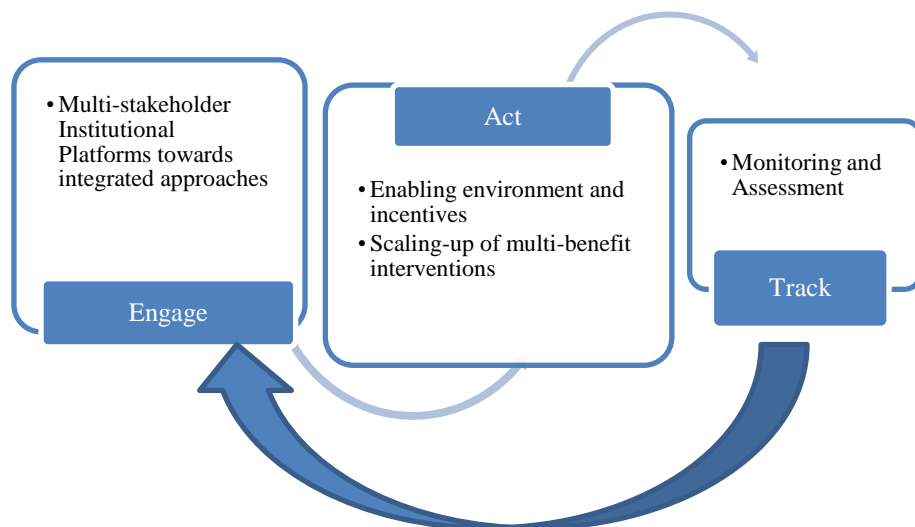 • Multi-stakeholder
Institutional
Platforms towards
integrated approaches
Engage
Act
• Enabling environment and
incentives
• Scaling-up of multi-benefit
interventions
• Monitoring and
Assessment
Track